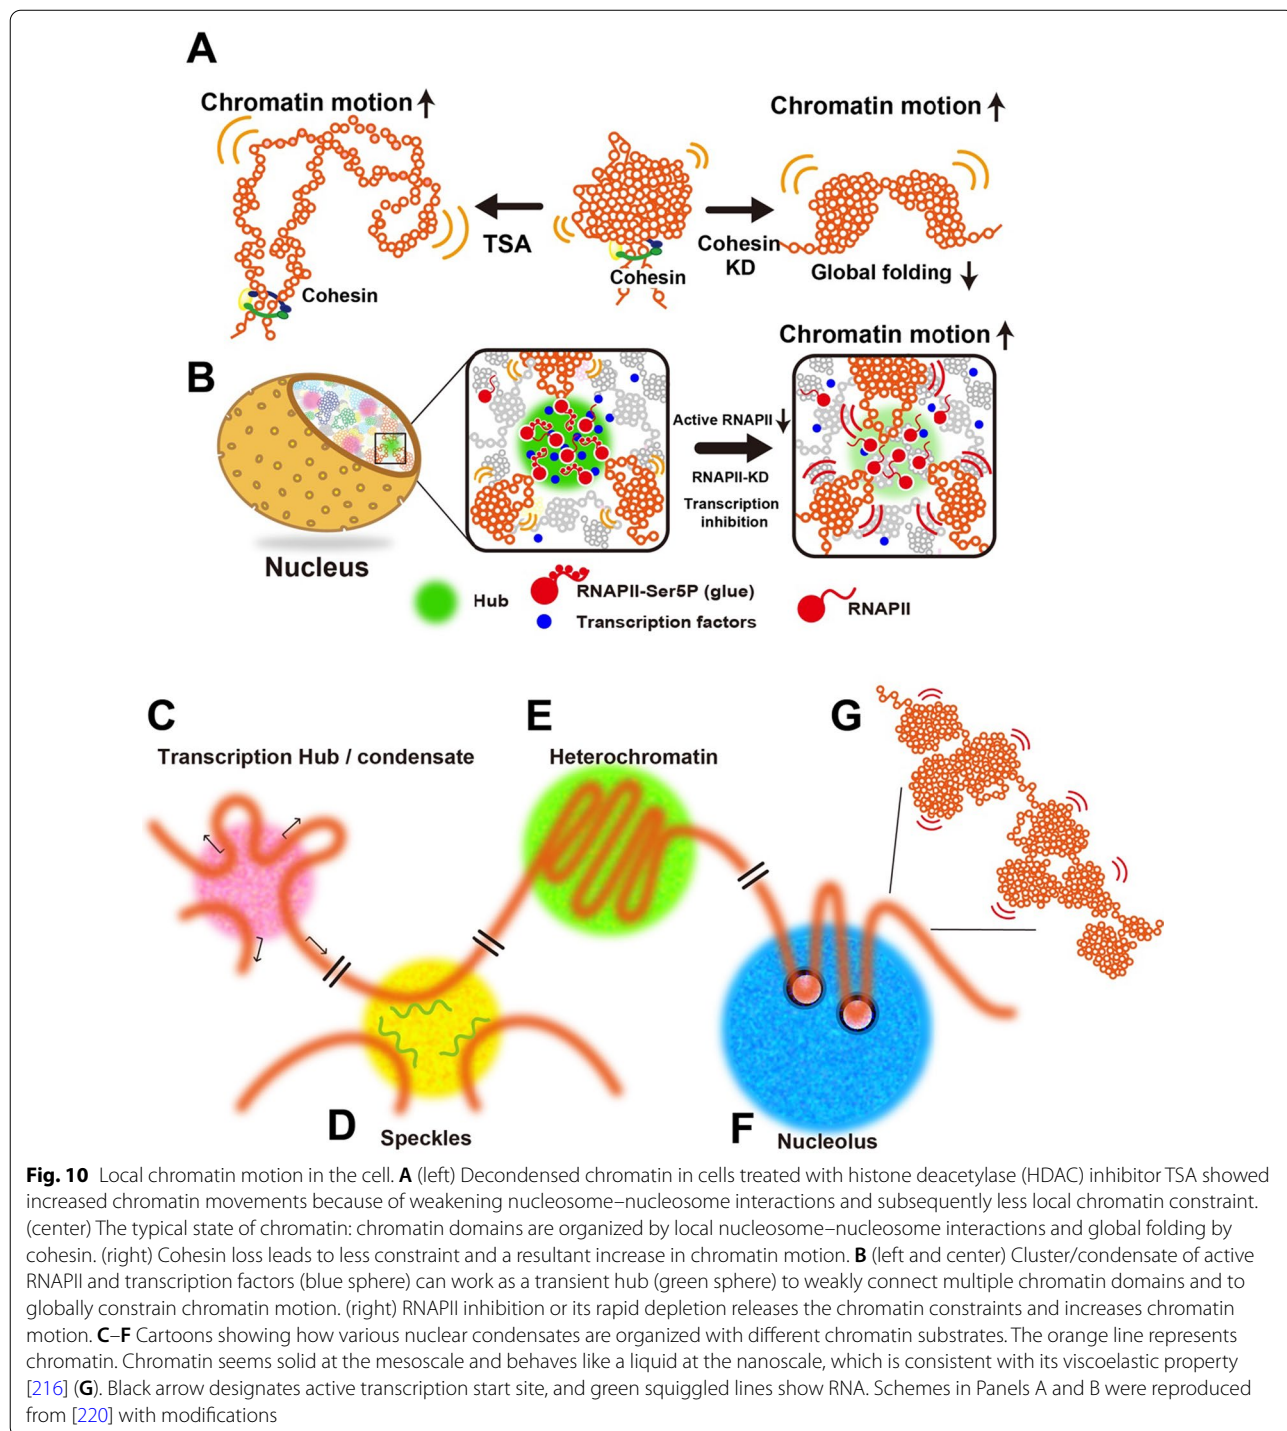 A
Chromatin motion ↑
TSA
Cohesin
Cohesin
Cohesin
KD
Chromatin motion ↑
Global folding ↓
B
Nucleus
Active RNAPII ↓
RNAPII-KD
Transcription
inhibition
Chromatin motion ↑
Hub
RNAPII-Ser5P (glue)
Transcription factors
RNAPII
C
Transcription Hub / condensate
D
Speckles
E
Heterochromatin
F
Nucleolus
G
Fig. 10 Local chromatin motion in the cell. A (left) Decondensed chromatin in cells treated with histone deacetylase (HDAC) inhibitor TSA showed
increased chromatin movements because of weakening nucleosome–nucleosome interactions and subsequently less local chromatin constraint.
(center) The typical state of chromatin: chromatin domains are organized by local nucleosome–nucleosome interactions and global folding by
cohesin. (right) Cohesin loss leads to less constraint and a resultant increase in chromatin motion. B (left and center) Cluster/condensate of active
RNAPII and transcription factors (blue sphere) can work as a transient hub (green sphere) to weakly connect multiple chromatin domains and to
globally constrain chromatin motion. (right) RNAPII inhibition or its rapid depletion releases the chromatin constraints and increases chromatin
motion. C–F Cartoons showing how various nuclear condensates are organized with different chromatin substrates. The orange line represents
chromatin. Chromatin seems solid at the mesoscale and behaves like a liquid at the nanoscale, which is consistent with its viscoelastic property
[216] (G). Black arrow designates active transcription start site, and green squiggled lines show RNA. Schemes in Panels A and B were reproduced
from [220] with modifications